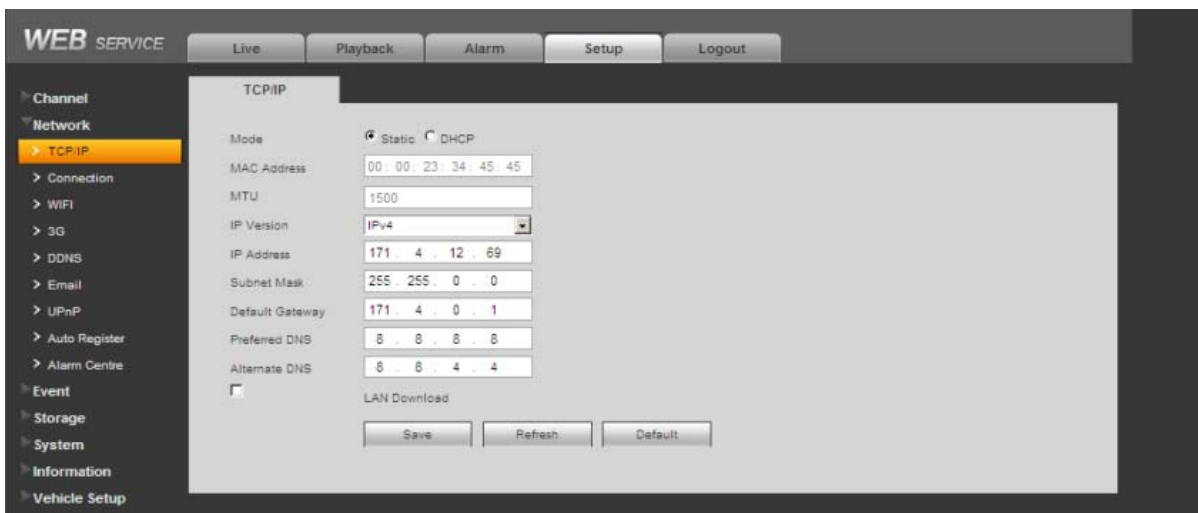 WEB SERVICE
Live Playback Alarm Setup Logout
Channel
Network
> TCP/IP
> Connection
> WIFI
> 3G
> DDNS
> Email
> UPnP
> Auto Register
> Alarm Centre
Event
Storage
System
Information
Vehicle Setup
TCP/IP
Mode Static DHCP
MAC Address 00: 00: 23: 34: 45: 45
MTU 1500
IP Version IPv4
IP Address 171 . 4 . 12 . 69
Subnet Mask 255 . 255 . 0 . 0
Default Gateway 171 . 4 . 0 . 1
Preferred DNS 8 . 8 . 8 . 8
Alternate DNS 8 . 8 . 4 . 4
LAN Download
Save Refresh Default